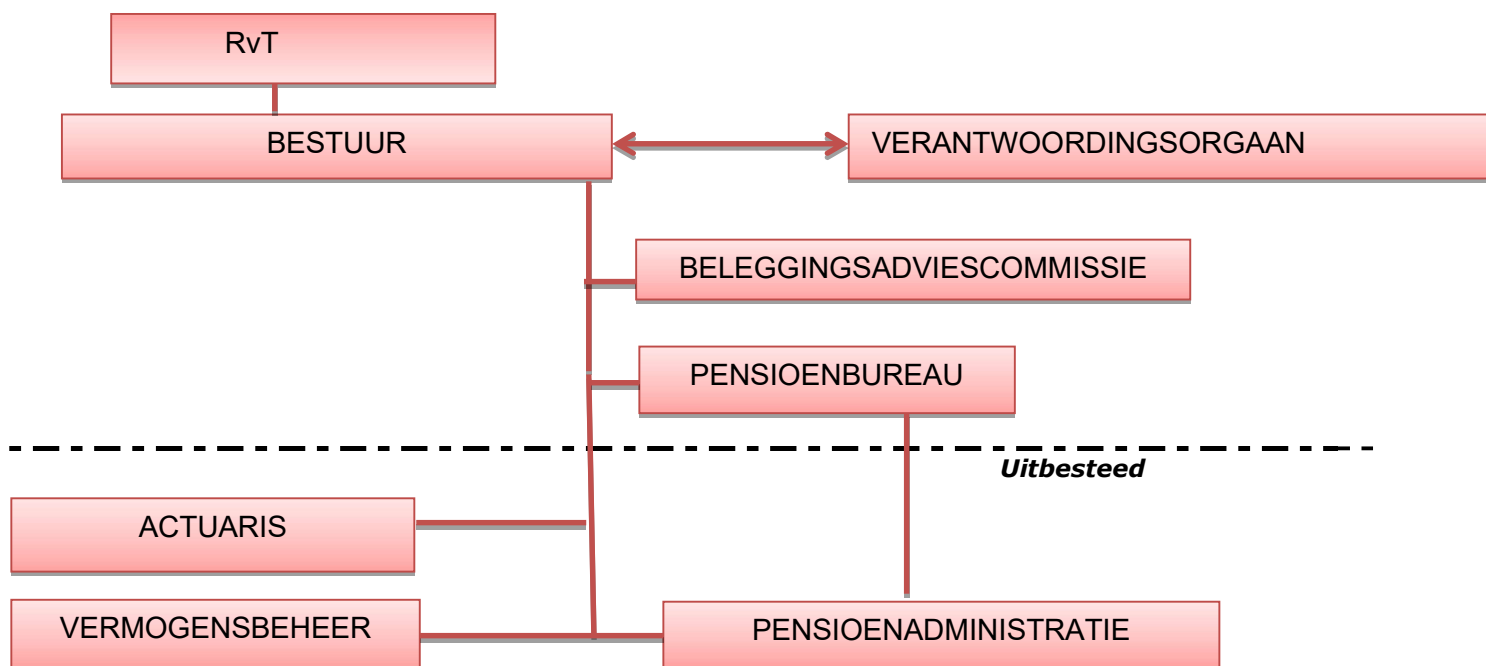 RvT
BESTUUR
VERANTWOORDINGSORGAAN
BELEGGINGSADVIESCOMMISSIE
PENSIOENBUREAU
Uitbesteed
ACTUARIS
VERMOGENSBEHEER
PENSIOENADMINISTRATIE